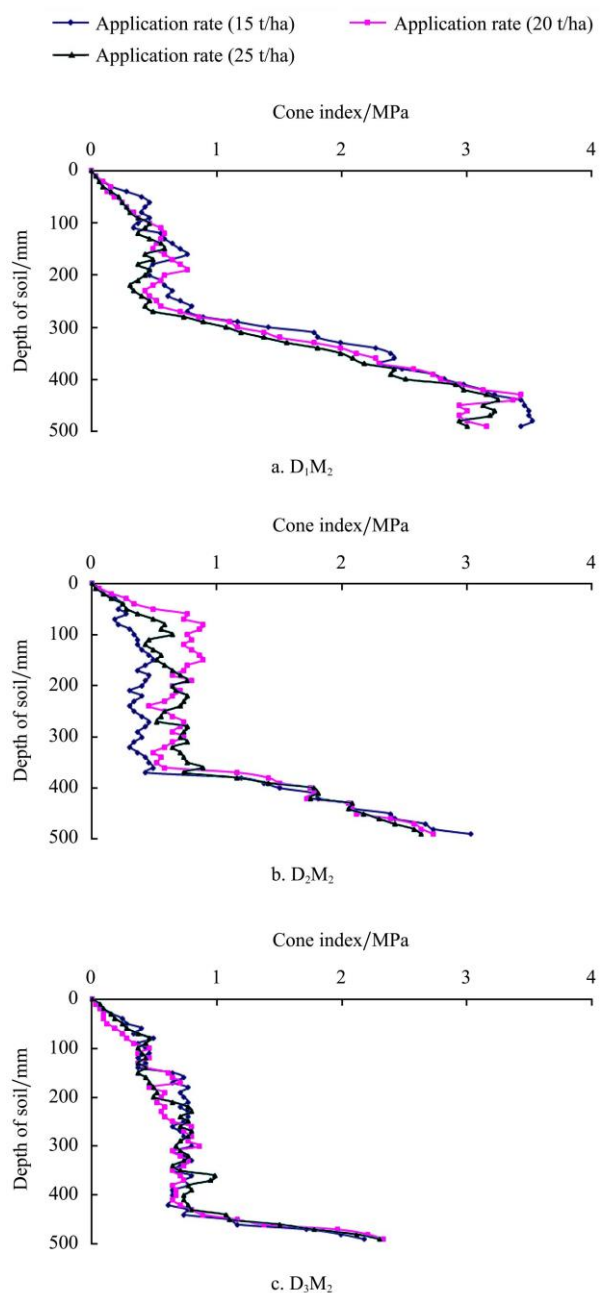 Application rate (15 t/ha) Application rate (20 t/ha)
Application rate (25 t/ha)
Cone index/MPa
0 1 2 3 4
0
100
200
300
400
500
Depth of soil/mm
a. D₁M₂
Cone index/MPa
0 1 2 3 4
0
100
200
300
400
500
Depth of soil/mm
b. D₂M₂
Cone index/MPa
0 1 2 3 4
0
100
200
300
400
500
Depth of soil/mm
c. D₃M₂